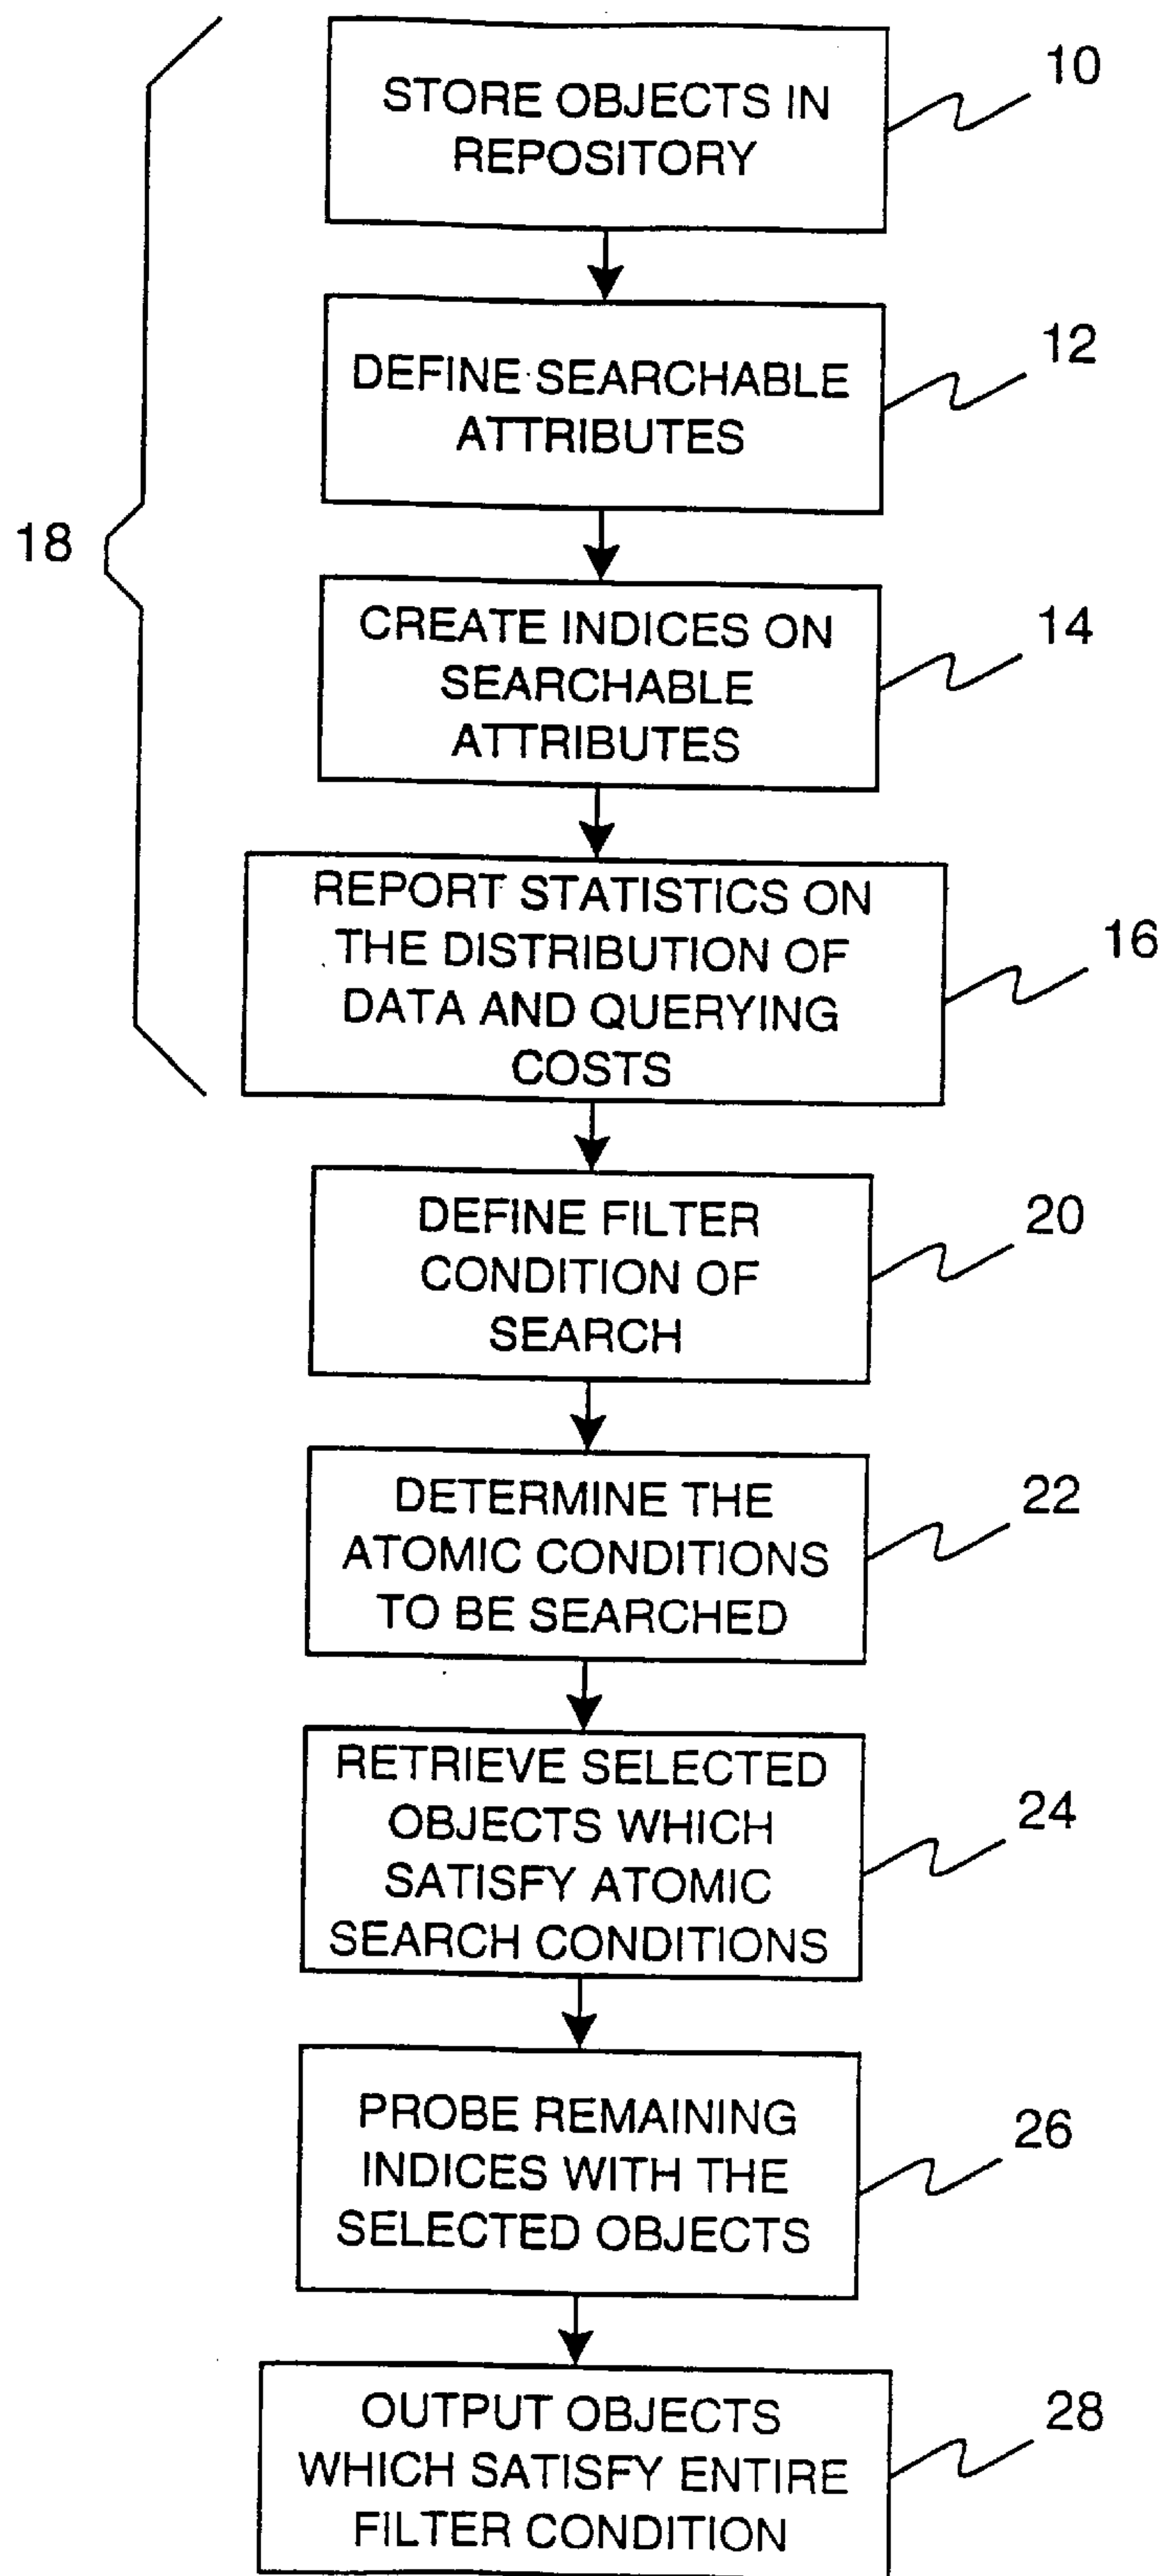 STORE OBJECTS IN
REPOSITORY
10
DEFINE SEARCHABLE
ATTRIBUTES
12
18
CREATE INDICES ON
SEARCHABLE
ATTRIBUTES
14
REPORT STATISTICS ON
THE DISTRIBUTION OF
DATA AND QUERYING
COSTS
16
DEFINE FILTER
CONDITION OF
SEARCH
20
DETERMINE THE
ATOMIC CONDITIONS
TO BE SEARCHED
22
RETRIEVE SELECTED
OBJECTS WHICH
SATISFY ATOMIC
SEARCH CONDITIONS
24
PROBE REMAINING
INDICES WITH THE
SELECTED OBJECTS
26
OUTPUT OBJECTS
WHICH SATISFY ENTIRE
FILTER CONDITION
28